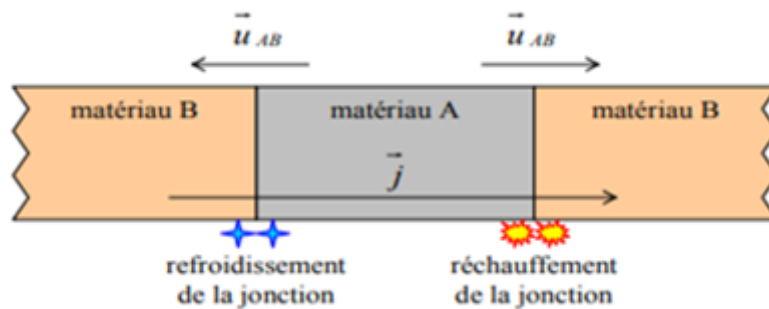 u AB u AB
matériau B matériau A matériau B
j
refroidissement réchauffement
de la jonction de la jonction